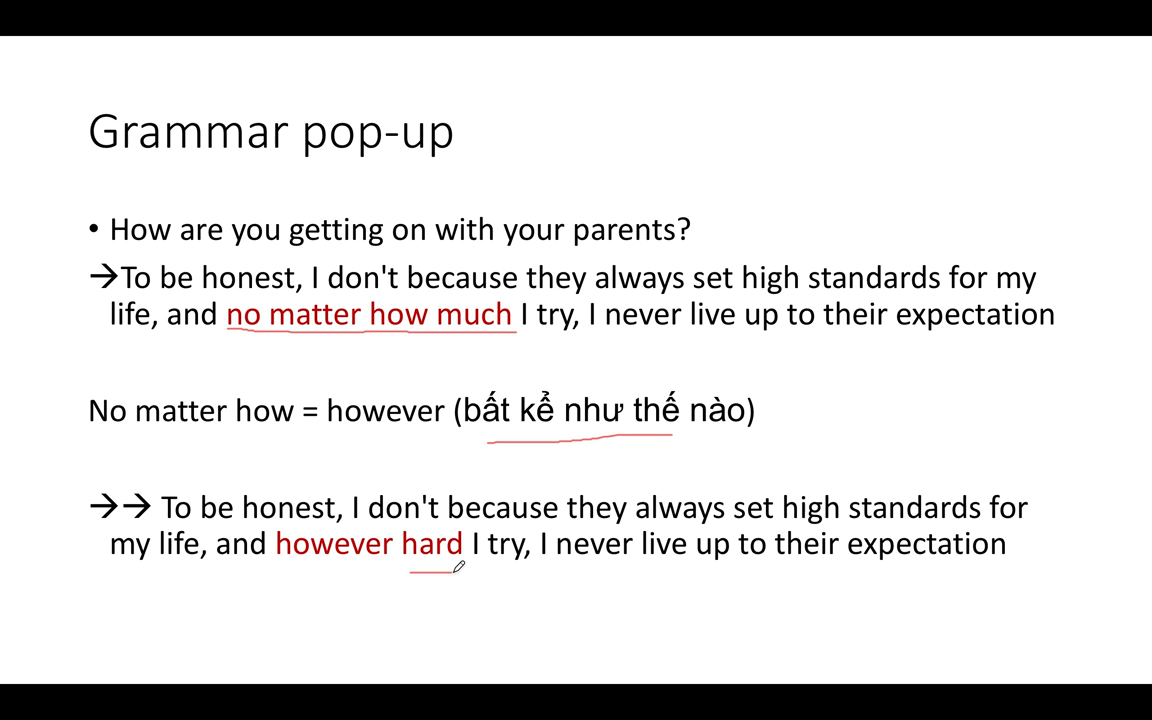 Grammar pop-up
• How are you getting on with your parents?
→To be honest, I don't because they always set high standards for my
life, and no matter how much I try, I never live up to their expectation
No matter how = however (bất kể như thế nào)
→→ To be honest, I don't because they always set high standards for
my life, and however hard I try, I never live up to their expectation